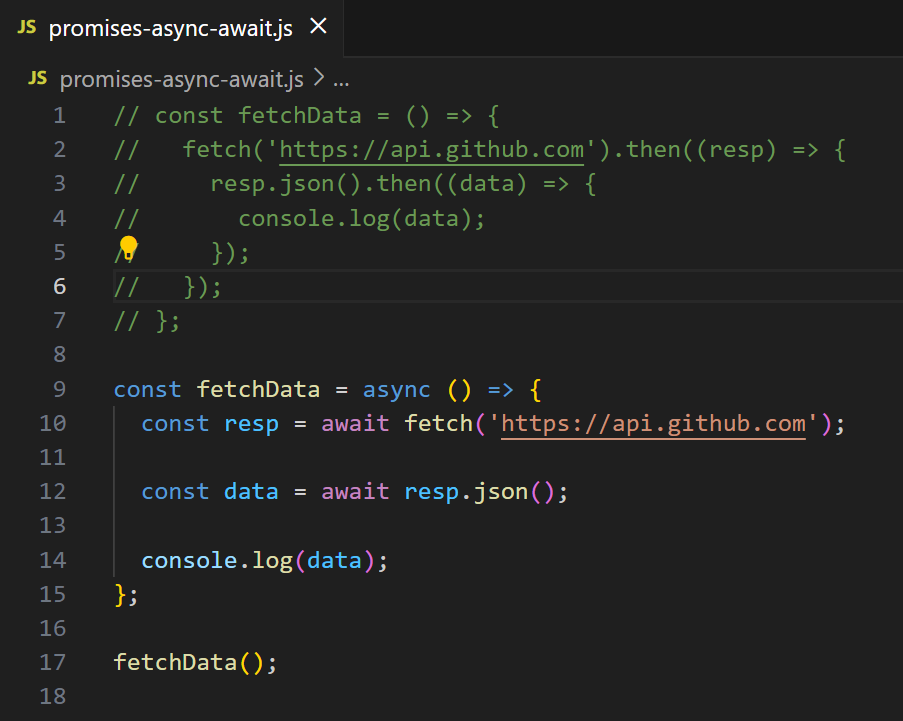 JS promises-async-await.js ×
JS promises-async-await.js > ...
1 // const fetchData = () => {
2 //   fetch('https://api.github.com').then((resp) => {
3 //     resp.json().then((data) => {
4 //       console.log(data);
5 //     });
6 //   });
7 // };
8
9 const fetchData = async () => {
10   const resp = await fetch('https://api.github.com');
11
12   const data = await resp.json();
13
14   console.log(data);
15 };
16
17 fetchData();
18